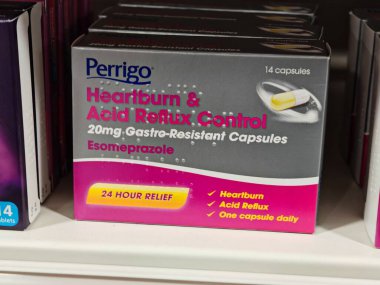 Perrigo
14 capsules
Heartburn &
Acid Reflux Control
20mg Gastro-Resistant Capsules
Esomeprazole
24 HOUR RELIEF
Heartburn
Acid Reflux
One capsule daily
4